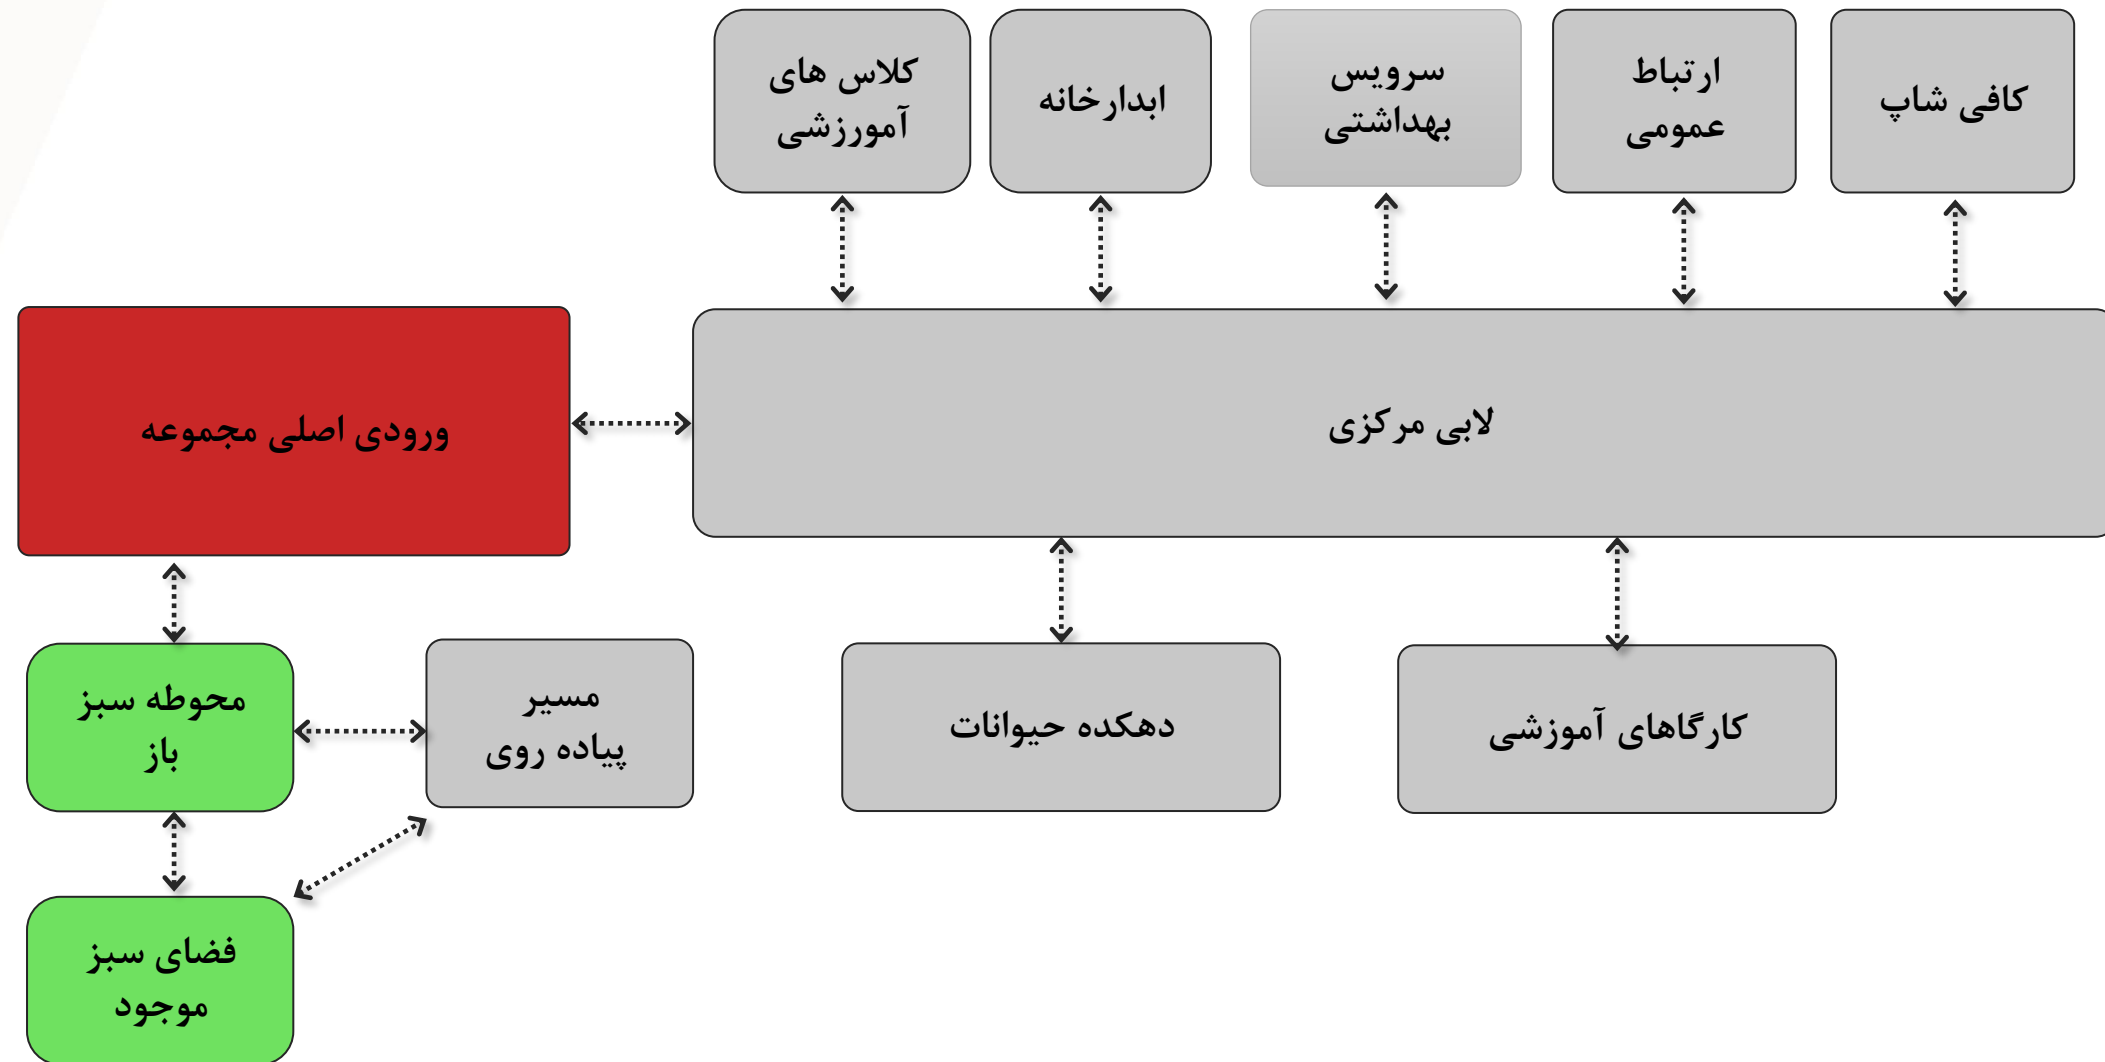 کافی شاپ
ارتباط
عمومی
سرویس
بهداشتی
ابدارخانه
کلاس های
آمورزشی
لابی مرکزی
ورودی اصلی مجموعه
کارگاهای آموزشی
دهکده حیوانات
مسیر
پیاده روی
محوطه سبز
باز
فضای سبز
موجود